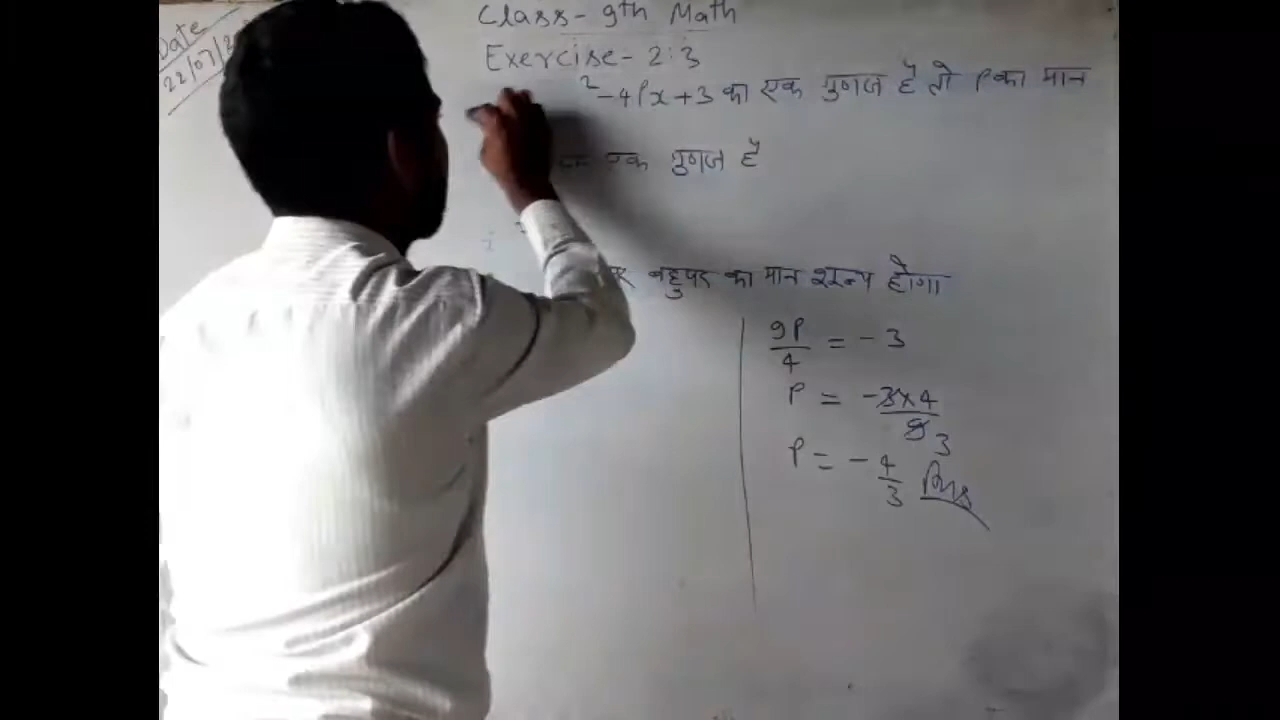 Date
22/07/2
Class- 9th Math
Exercise- 2:3
² - 4Px + 3 का एक गुणज है तो P का मान
एक गुणज है
बहुपद का मान शून्य होगा
9P/4 = - 3
P = -3x4/9 3
P = - 4/3 Ans